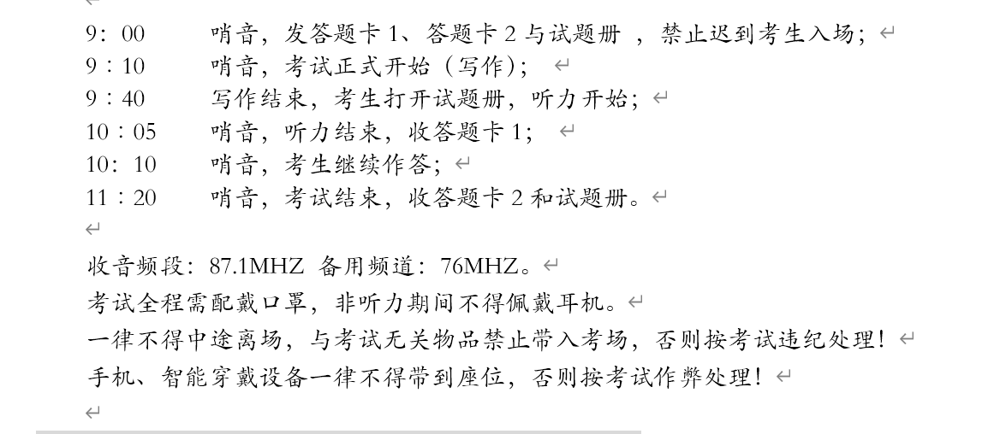 9：00 哨音，发答题卡 1、答题卡 2 与试题册 ，禁止迟到考生入场；
9：10 哨音，考试正式开始（写作）；
9：40 写作结束，考生打开试题册，听力开始；
10：05 哨音，听力结束，收答题卡 1；
10：10 哨音，考生继续作答；
11：20 哨音，考试结束，收答题卡 2 和试题册。
收音频段：87.1MHZ 备用频道：76MHZ。
考试全程需配戴口罩，非听力期间不得佩戴耳机。
一律不得中途离场，与考试无关物品禁止带入考场，否则按考试违纪处理！
手机、智能穿戴设备一律不得带到座位，否则按考试作弊处理！